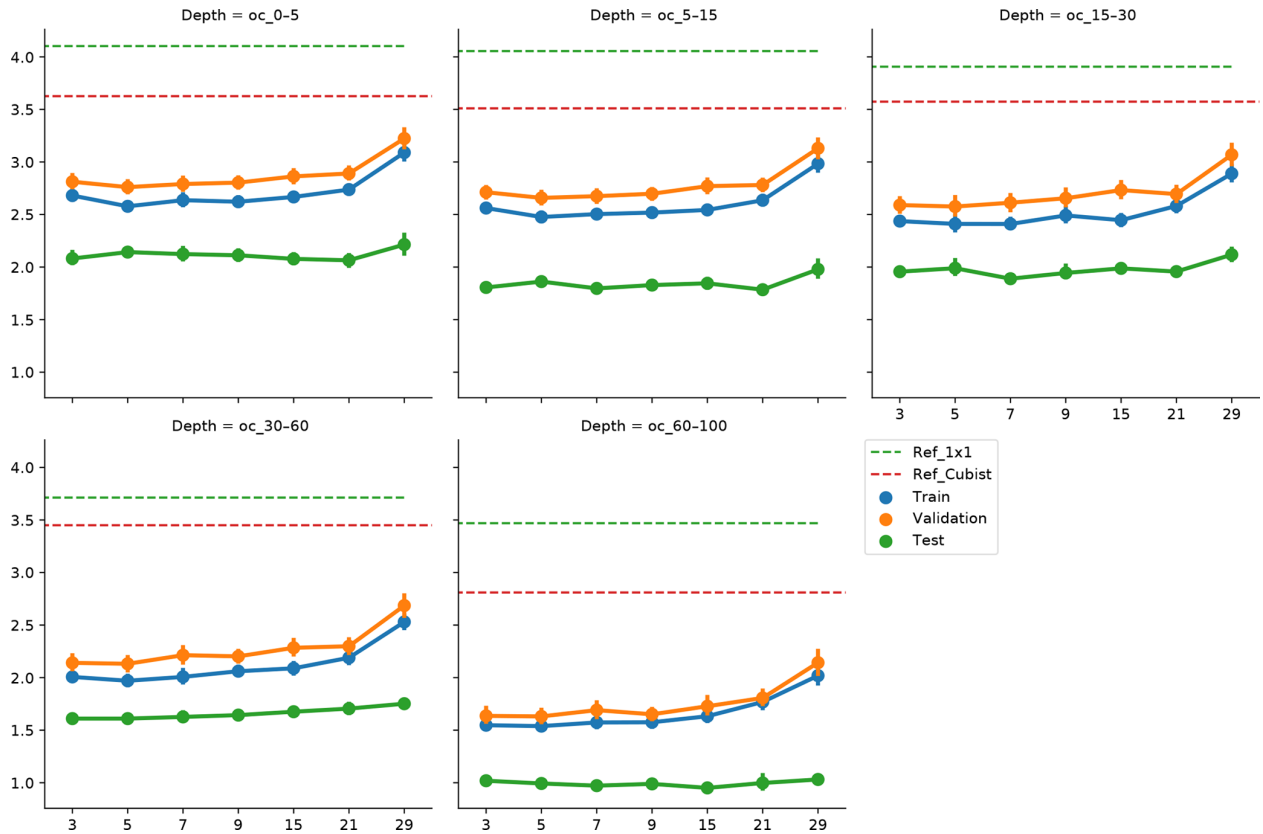 Depth = oc_0–5
Depth = oc_5–15
Depth = oc_15–30
4.0
3.5
3.0
2.5
2.0
1.5
1.0
3 5 7 9 15 21 29
Depth = oc_30–60
Depth = oc_60–100
4.0
3.5
3.0
2.5
2.0
1.5
1.0
3 5 7 9 15 21 29
3 5 7 9 15 21 29
Ref_1x1
Ref_Cubist
Train
Validation
Test